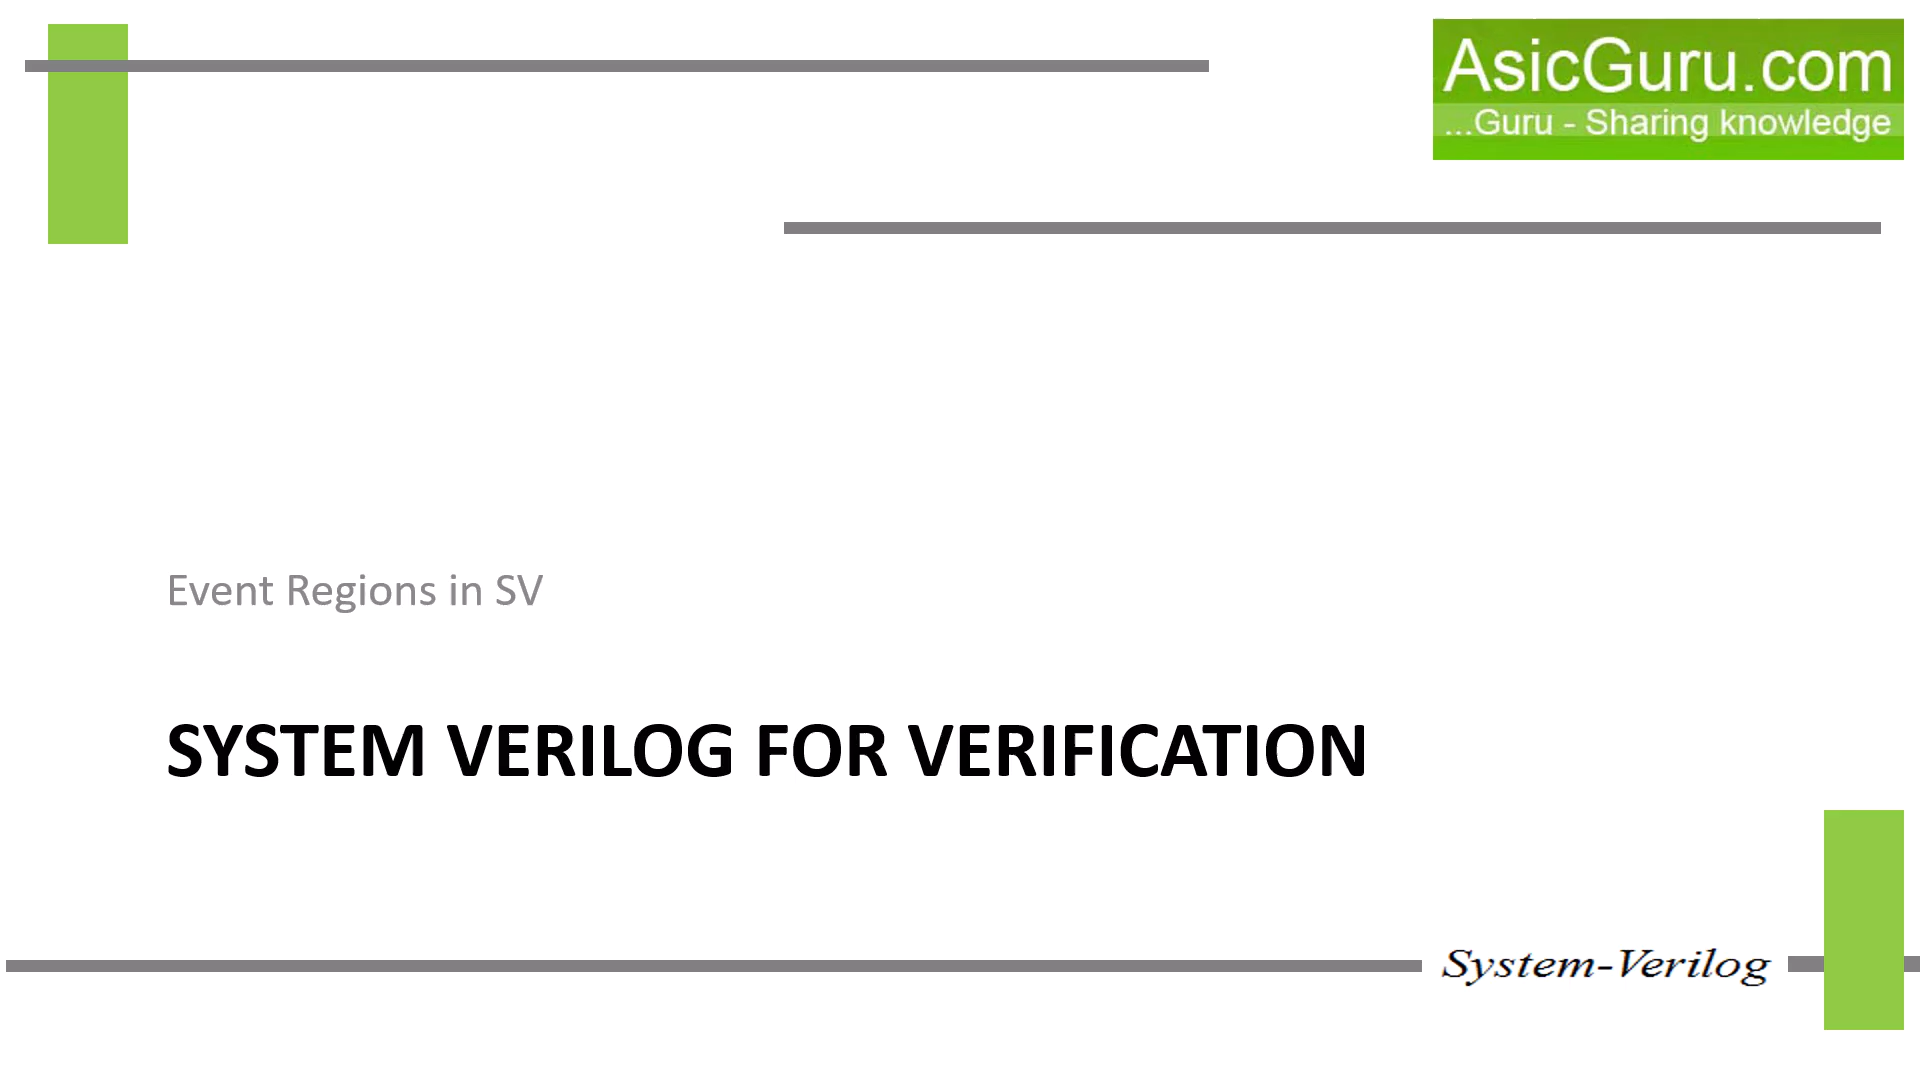 AsicGuru.com
...Guru - Sharing knowledge
Event Regions in SV
SYSTEM VERILOG FOR VERIFICATION
System-Verilog